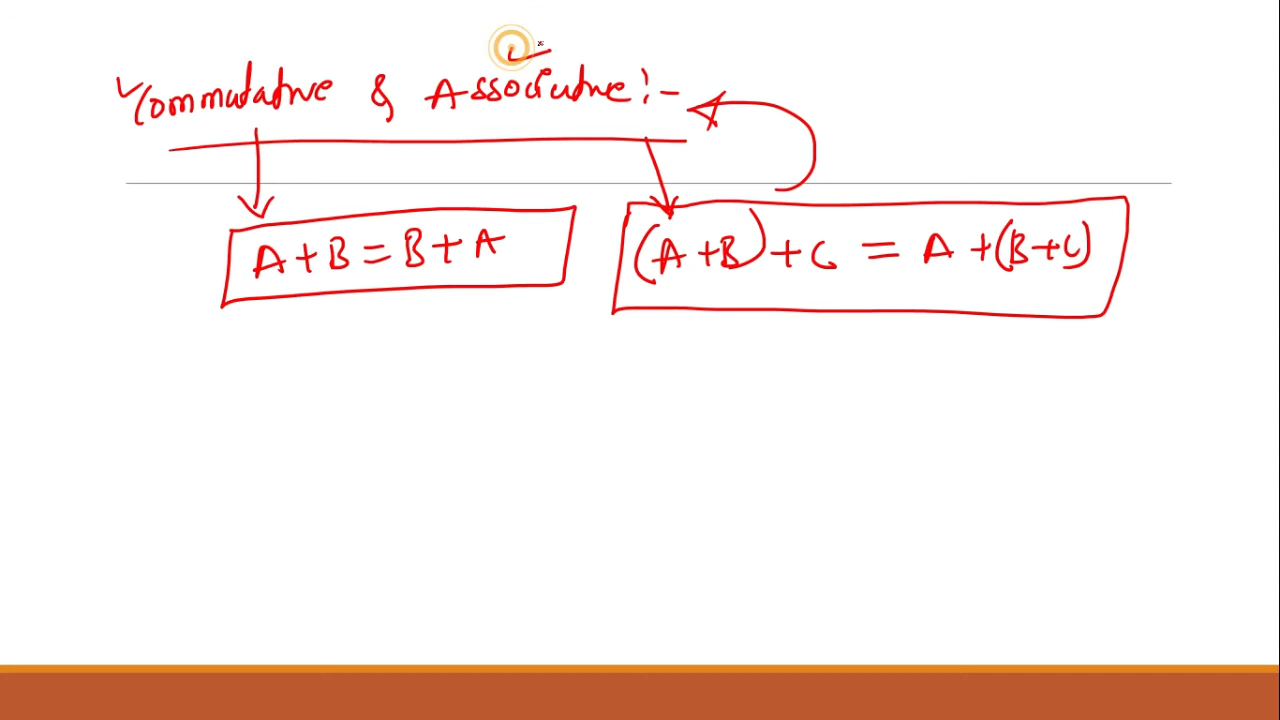 Commutative & Associative:-
A+B=B+A (A+B)+C = A+(B+C)